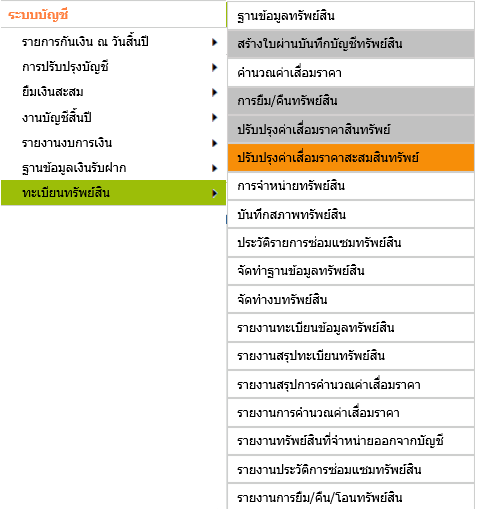 ระบบบัญชี
รายการกันเงิน ณ วันสิ้นปี
การปรับปรุงบัญชี
ยืมเงินสะสม
งานบัญชีสิ้นปี
รายงานงบการเงิน
ฐานข้อมูลเงินรับฝาก
ทะเบียนทรัพย์สิน
ฐานข้อมูลทรัพย์สิน
สร้างใบผ่านบันทึกบัญชีทรัพย์สิน
คำนวณค่าเสื่อมราคา
การยืม/คืนทรัพย์สิน
ปรับปรุงค่าเสื่อมราคาสินทรัพย์
ปรับปรุงค่าเสื่อมราคาสะสมสินทรัพย์
การจำหน่ายทรัพย์สิน
บันทึกสภาพทรัพย์สิน
ประวัติรายการซ่อมแซมทรัพย์สิน
จัดทำฐานข้อมูลทรัพย์สิน
จัดทำงบทรัพย์สิน
รายงานทะเบียนข้อมูลทรัพย์สิน
รายงานสรุปทะเบียนทรัพย์สิน
รายงานสรุปการคำนวณค่าเสื่อมราคา
รายงานการคำนวณค่าเสื่อมราคา
รายงานทรัพย์สินที่จำหน่ายออกจากบัญชี
รายงานประวัติการซ่อมแซมทรัพย์สิน
รายงานการยืม/คืน/โอนทรัพย์สิน